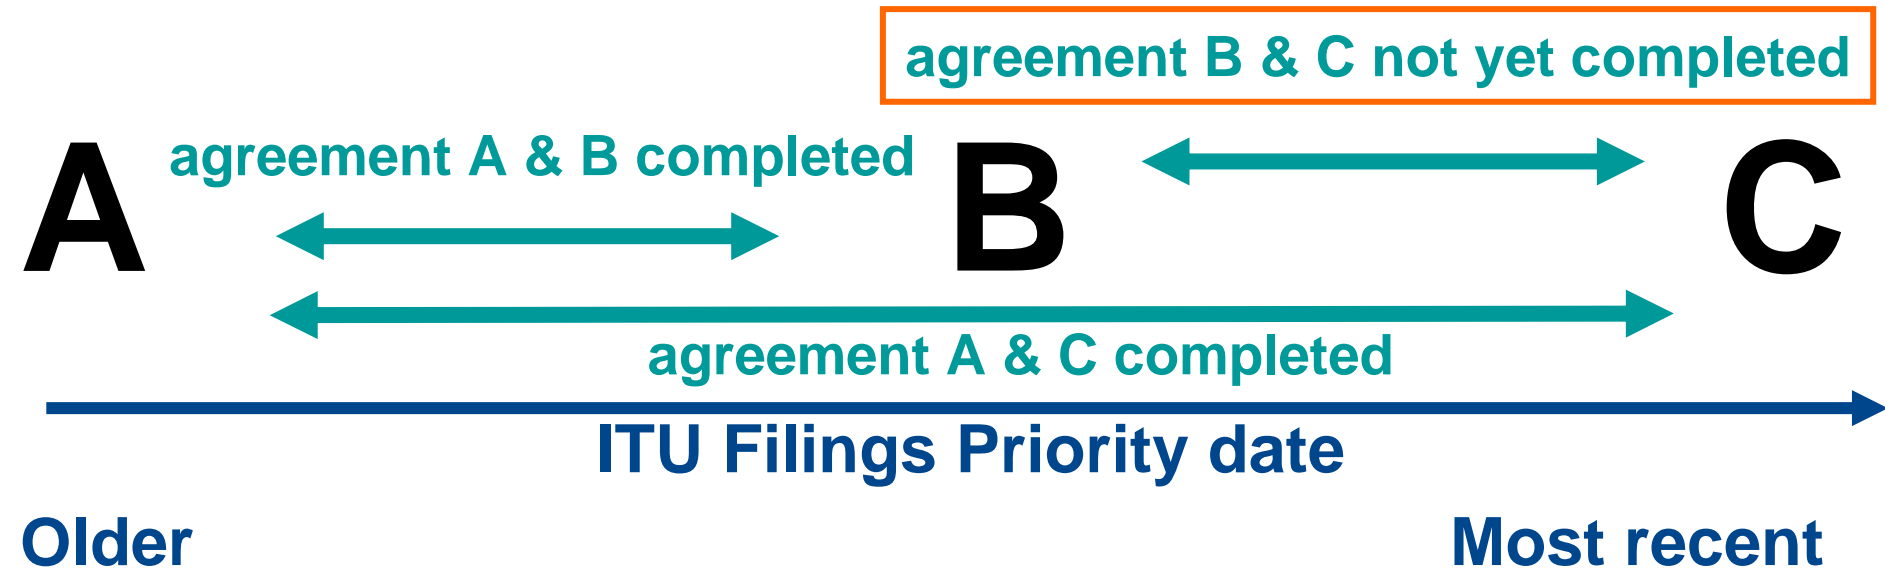 agreement B & C not yet completed
A
agreement A & B completed
B
C
agreement A & C completed
ITU Filings Priority date
Older
Most recent